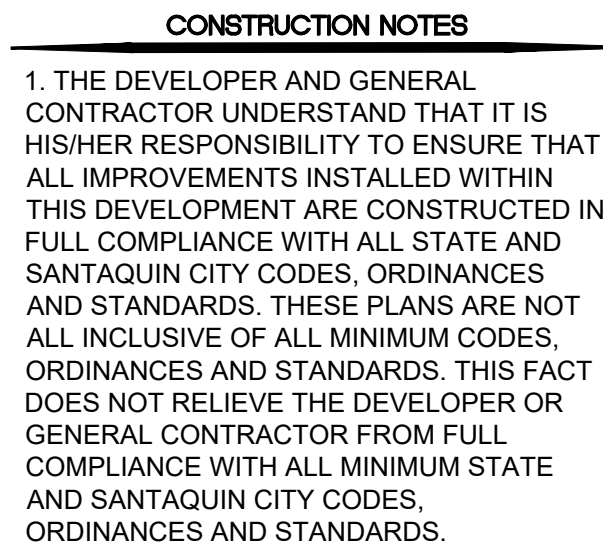 CONSTRUCTION NOTES
1. THE DEVELOPER AND GENERAL
CONTRACTOR UNDERSTAND THAT IT IS
HIS/HER RESPONSIBILITY TO ENSURE THAT
ALL IMPROVEMENTS INSTALLED WITHIN
THIS DEVELOPMENT ARE CONSTRUCTED IN
FULL COMPLIANCE WITH ALL STATE AND
SANTAQUIN CITY CODES, ORDINANCES
AND STANDARDS. THESE PLANS ARE NOT
ALL INCLUSIVE OF ALL MINIMUM CODES,
ORDINANCES AND STANDARDS. THIS FACT
DOES NOT RELIEVE THE DEVELOPER OR
GENERAL CONTRACTOR FROM FULL
COMPLIANCE WITH ALL MINIMUM STATE
AND SANTAQUIN CITY CODES,
ORDINANCES AND STANDARDS.